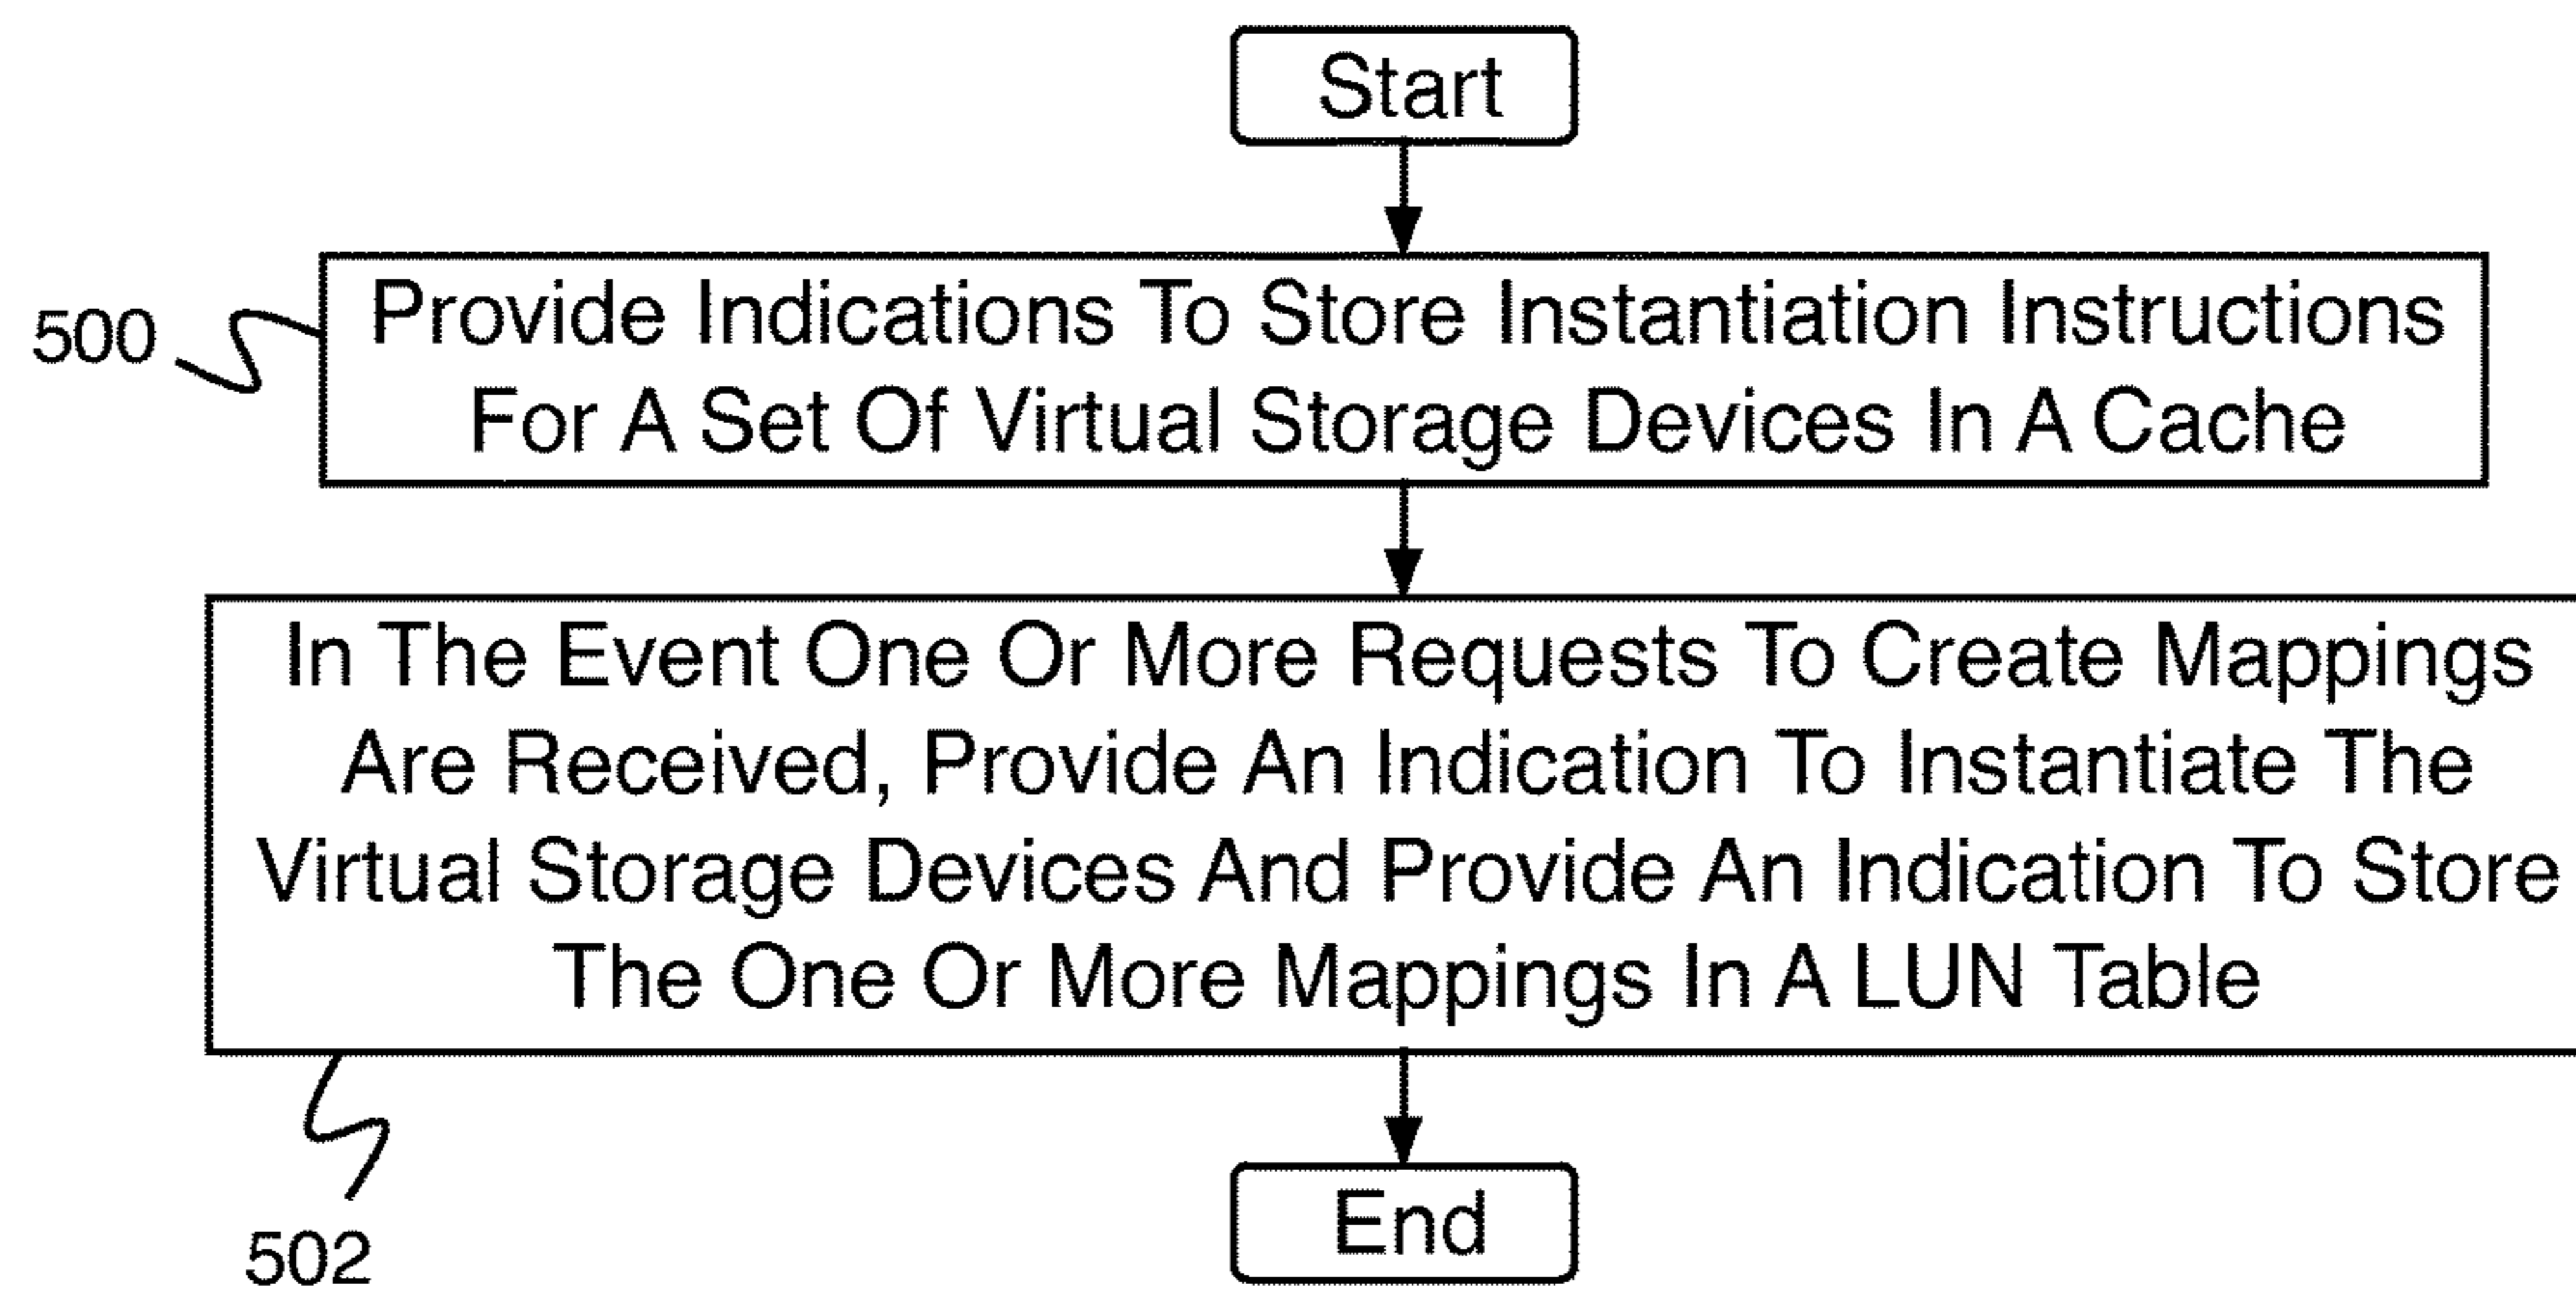 Start
500
Provide Indications To Store Instantiation Instructions
For A Set Of Virtual Storage Devices In A Cache
In The Event One Or More Requests To Create Mappings
Are Received, Provide An Indication To Instantiate The
Virtual Storage Devices And Provide An Indication To Store
The One Or More Mappings In A LUN Table
502
End